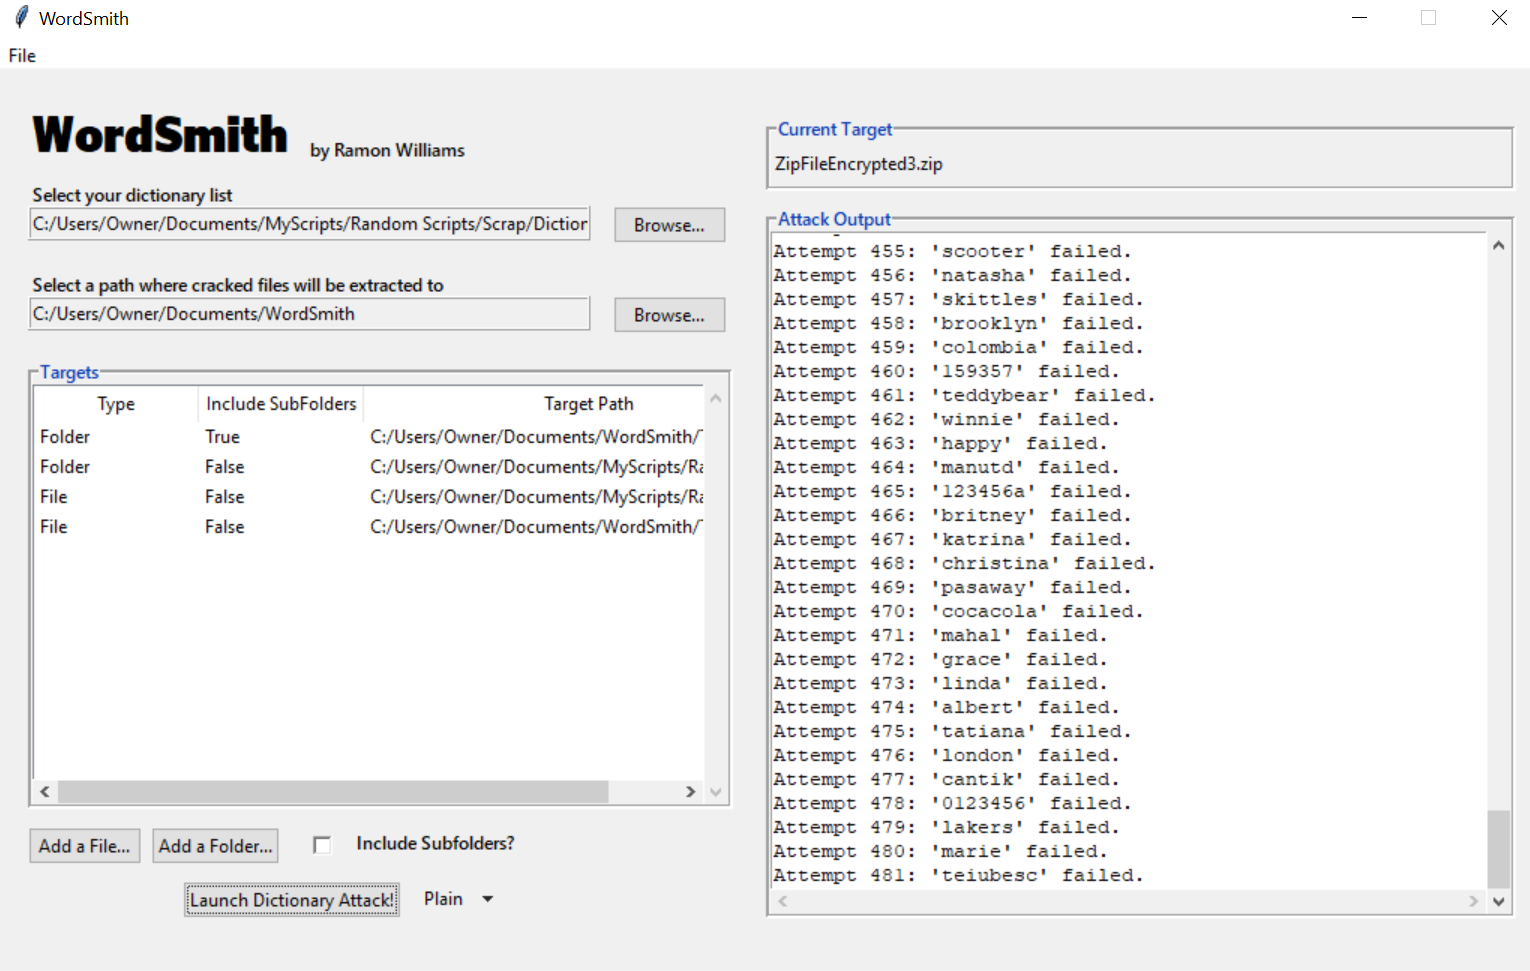 WordSmith
File
WordSmith by Ramon Williams
Select your dictionary list
C:/Users/Owner/Documents/MyScripts/Random Scripts/Scrap/Diction
Browse...
Select a path where cracked files will be extracted to
C:/Users/Owner/Documents/WordSmith
Browse...
Targets
Type Include SubFolders Target Path
Folder True C:/Users/Owner/Documents/WordSmith/
Folder False C:/Users/Owner/Documents/MyScripts/Ra
File False C:/Users/Owner/Documents/MyScripts/Ra
File False C:/Users/Owner/Documents/WordSmith/
Add a File... Add a Folder... Include Subfolders?
Launch Dictionary Attack! Plain
Current Target
ZipFileEncrypted3.zip
Attack Output
Attempt 455: 'scooter' failed.
Attempt 456: 'natasha' failed.
Attempt 457: 'skittles' failed.
Attempt 458: 'brooklyn' failed.
Attempt 459: 'colombia' failed.
Attempt 460: '159357' failed.
Attempt 461: 'teddybear' failed.
Attempt 462: 'winnie' failed.
Attempt 463: 'happy' failed.
Attempt 464: 'manutd' failed.
Attempt 465: '123456a' failed.
Attempt 466: 'britney' failed.
Attempt 467: 'katrina' failed.
Attempt 468: 'christina' failed.
Attempt 469: 'pasaway' failed.
Attempt 470: 'cocacola' failed.
Attempt 471: 'mahal' failed.
Attempt 472: 'grace' failed.
Attempt 473: 'linda' failed.
Attempt 474: 'albert' failed.
Attempt 475: 'tatiana' failed.
Attempt 476: 'london' failed.
Attempt 477: 'cantik' failed.
Attempt 478: '0123456' failed.
Attempt 479: 'lakers' failed.
Attempt 480: 'marie' failed.
Attempt 481: 'teiubesc' failed.